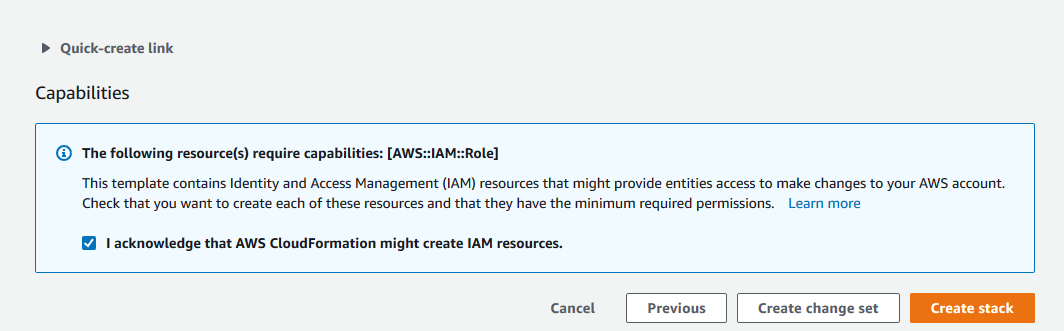 Quick-create link
Capabilities
The following resource(s) require capabilities: [AWS::IAM::Role]
This template contains Identity and Access Management (IAM) resources that might provide entities access to make changes to your AWS account.
Check that you want to create each of these resources and that they have the minimum required permissions. Learn more
I acknowledge that AWS CloudFormation might create IAM resources.
Cancel Previous Create change set Create stack